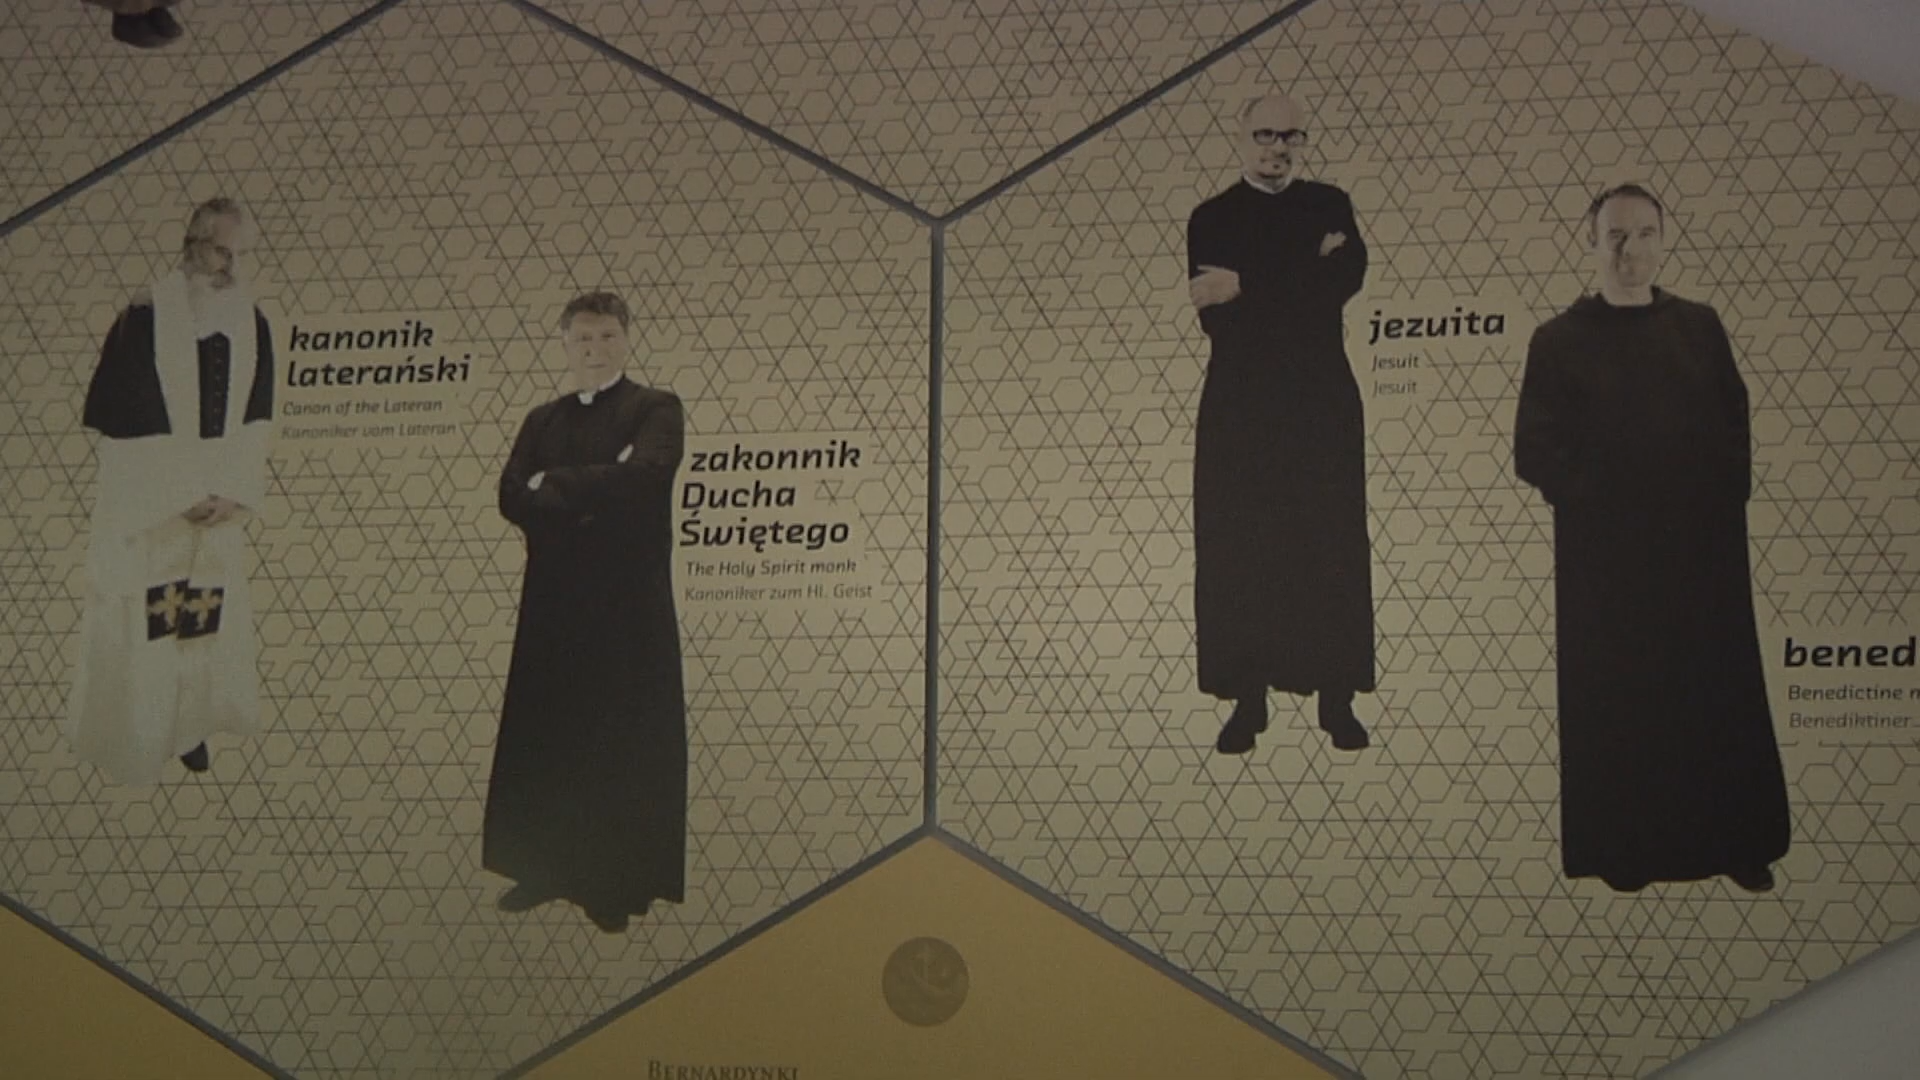 kanonik
laterański
Canon of the Lateran
Kanoniker vom Lateran
zakonnik
Ducha
Świętego
The Holy Spirit monk
Kanoniker zum Hl. Geist
jezuita
Jesuit
Jesuit
bened
Benedictine
Benediktiner
BERNARDYNKI